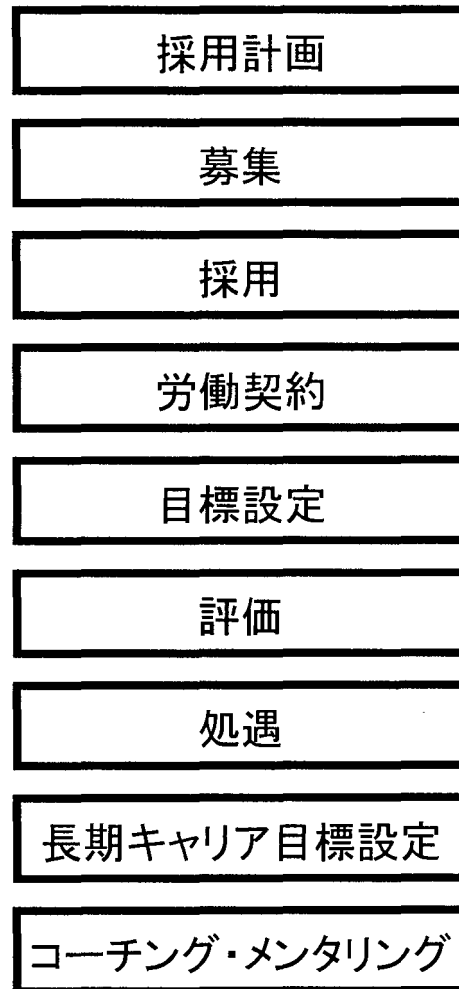 採用計画
募集
採用
労働契約
目標設定
評価
処遇
長期キャリア目標設定
コーチング・メンタリング